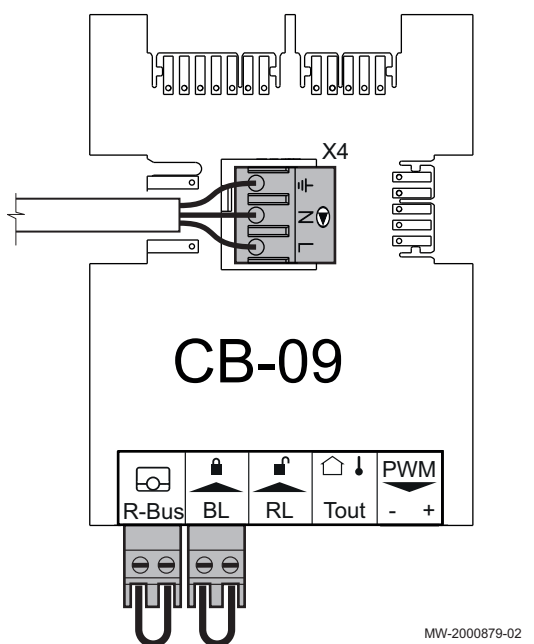 X4
N
L
CB-09
PWM
R-Bus BL RL Tout - +
MW-2000879-02